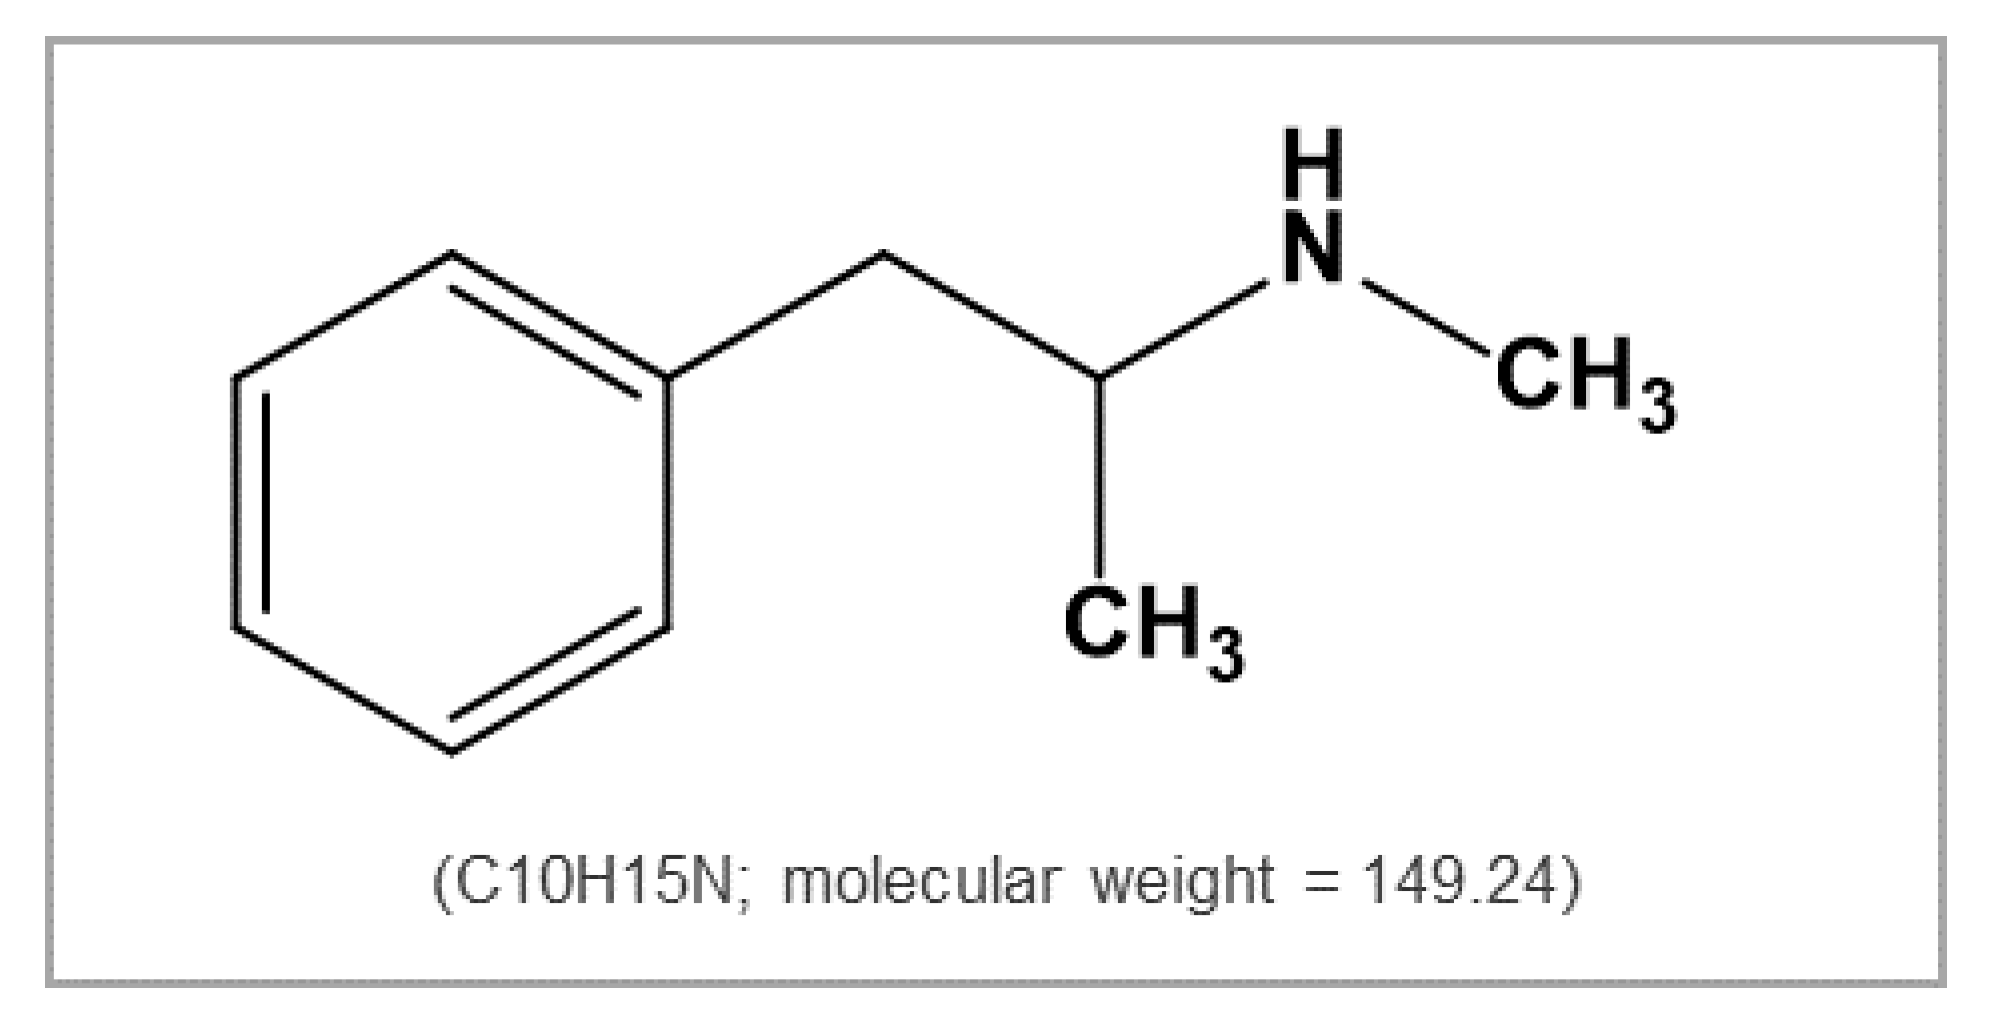 H
N
CH3
CH3
(C10H15N; molecular weight = 149.24)